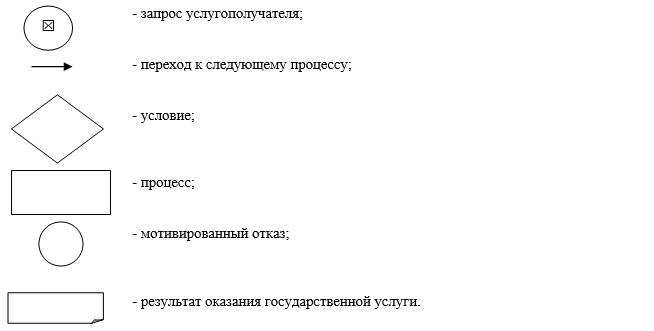 - запрос услугополучателя;
- переход к следующему процессу;
- условие;
- процесс;
- мотивированный отказ;
- результат оказания государственной услуги.